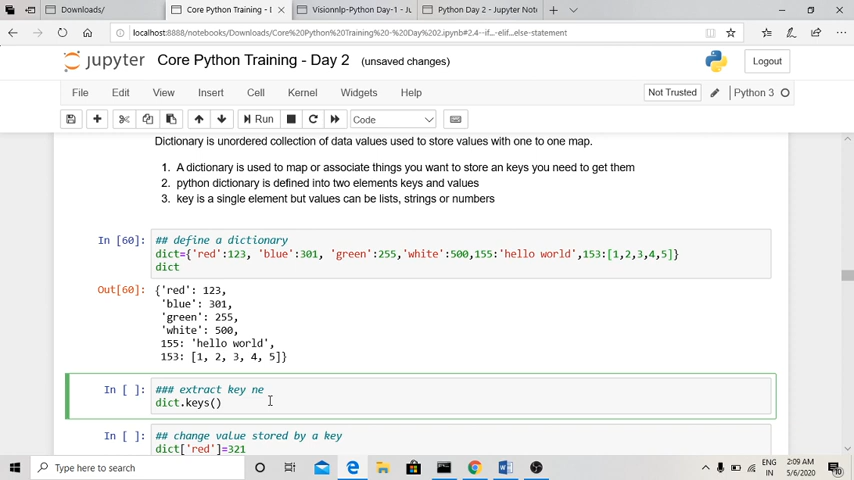 Downloads/
Core Python Training - D
Visionnlp-Python-Day-1 - Ju
Python Day 2 - Jupyter Note
localhost:8888/notebooks/Downloads/Core%20Python%20Training%20-%20Day%202.ipynb#2,4--if...-elif...else-statement
jupyter Core Python Training - Day 2 (unsaved changes) Logout
File Edit View Insert Cell Kernel Widgets Help Not Trusted Python 3
Run Code
Dictionary is unordered collection of data values used to store values with one to one map.
1. A dictionary is used to map or associate things you want to store an keys you need to get them
2. python dictionary is defined into two elements keys and values
3. key is a single element but values can be lists, strings or numbers
In [60]: ## define a dictionary
dict={'red':123, 'blue':301, 'green':255,'white':500,155:'hello world',153:[1,2,3,4,5]}
dict
Out[60]: {'red': 123,
'blue': 301,
'green': 255,
'white': 500,
155: 'hello world',
153: [1, 2, 3, 4, 5]}
In [ ]: ### extract key ne
dict.keys()
In [ ]: ## change value stored by a key
dict['red']=321
Type here to search
ENG
IN
2:09 AM
5/6/2020